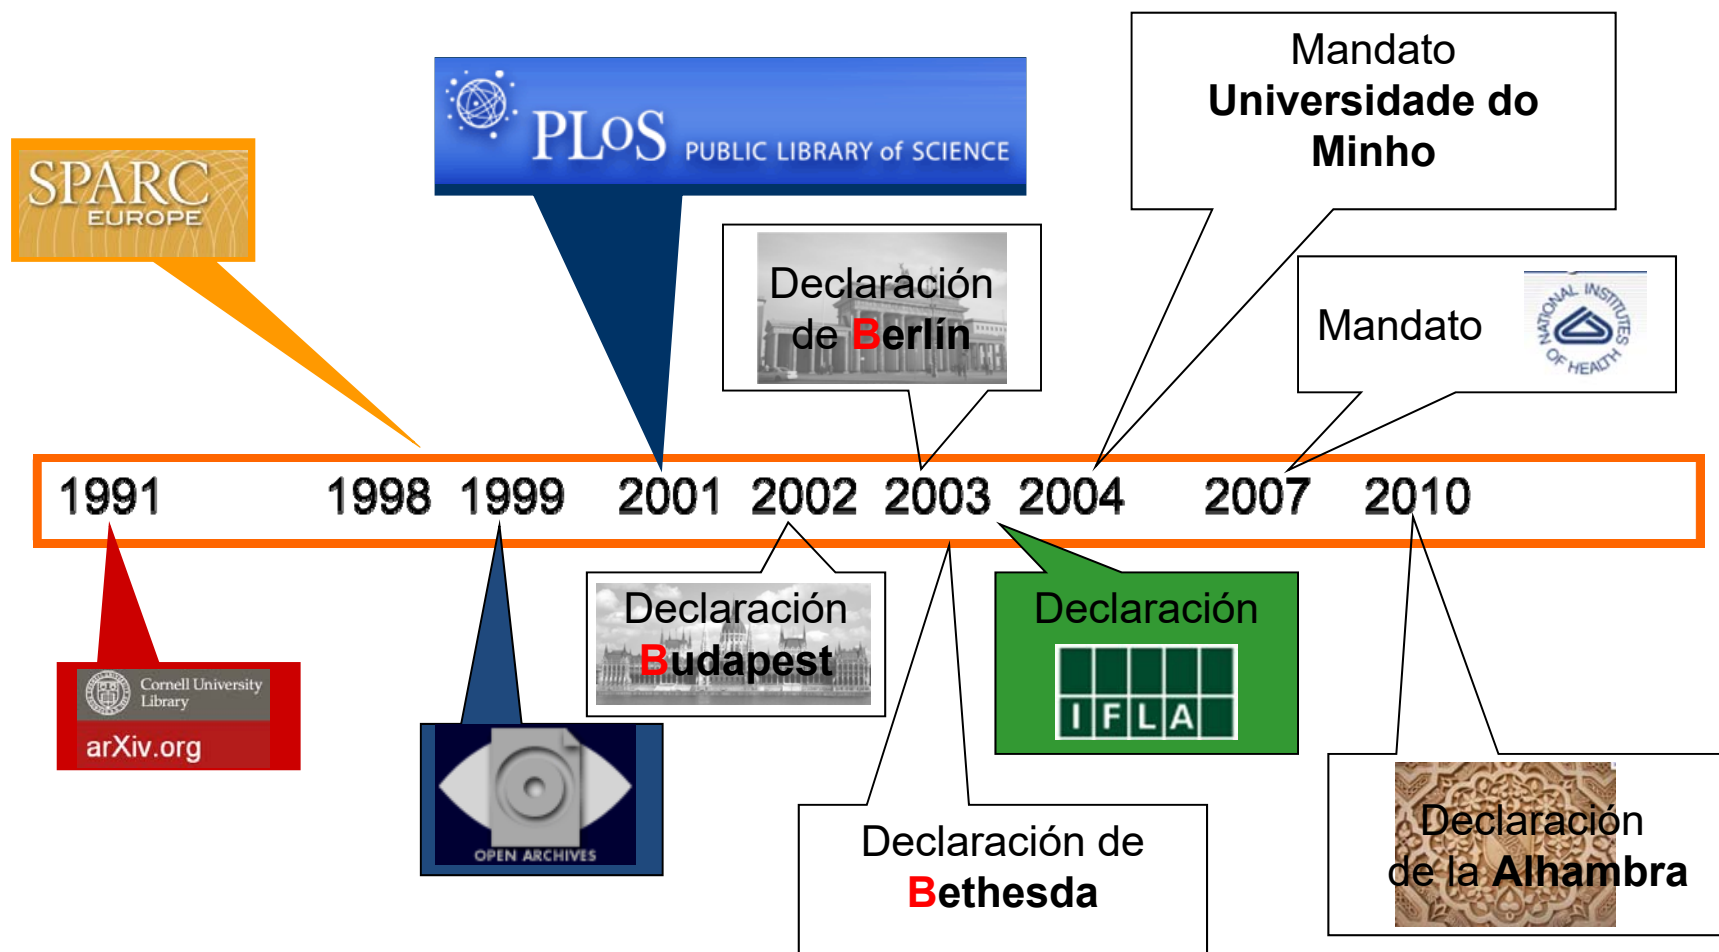 Mandato
Universidade do
Minho
PLoS PUBLIC LIBRARY of SCIENCE
SPARC
EUROPE
Declaración
de Berlín
Mandato
NATIONAL INSTITUTES
OF HEALTH
1991 1998 1999 2001 2002 2003 2004 2007 2010
Declaración
Budapest
Declaración
IFLA
Cornell University
Library
arXiv.org
OPEN ARCHIVES
Declaración de
Bethesda
Declaración
de la Alhambra